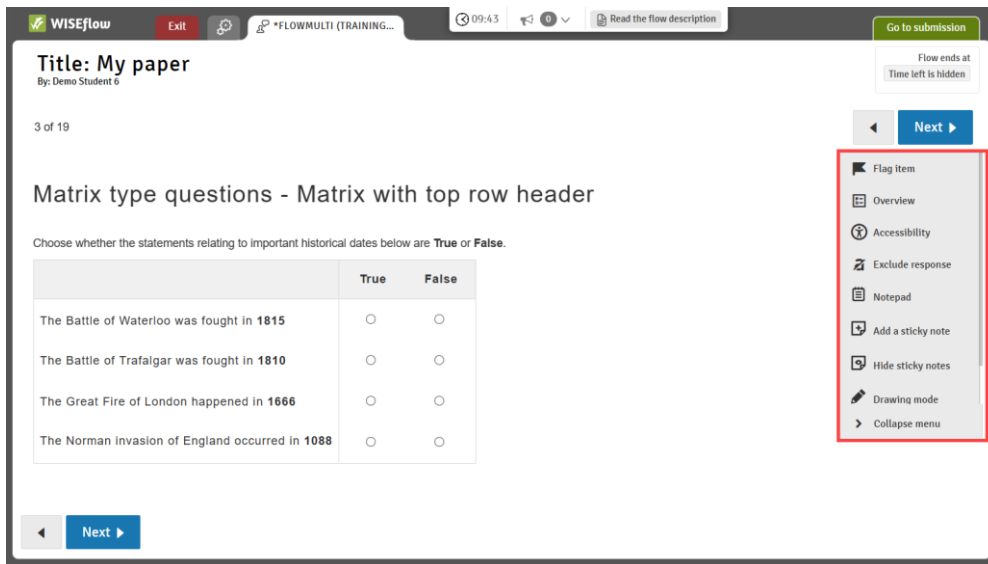 WISEflow
Exit
*FLOWMULTI (TRAINING...
09:43
0
Read the flow description
Go to submission
Title: My paper
By: Demo Student 6
Flow ends at
Time left is hidden
3 of 19
Next
Flag item
Overview
Accessibility
Exclude response
Notepad
Add a sticky note
Hide sticky notes
Drawing mode
Collapse menu
Matrix type questions - Matrix with top row header
Choose whether the statements relating to important historical dates below are True or False.
True False
The Battle of Waterloo was fought in 1815
The Battle of Trafalgar was fought in 1810
The Great Fire of London happened in 1666
The Norman invasion of England occurred in 1088
Next